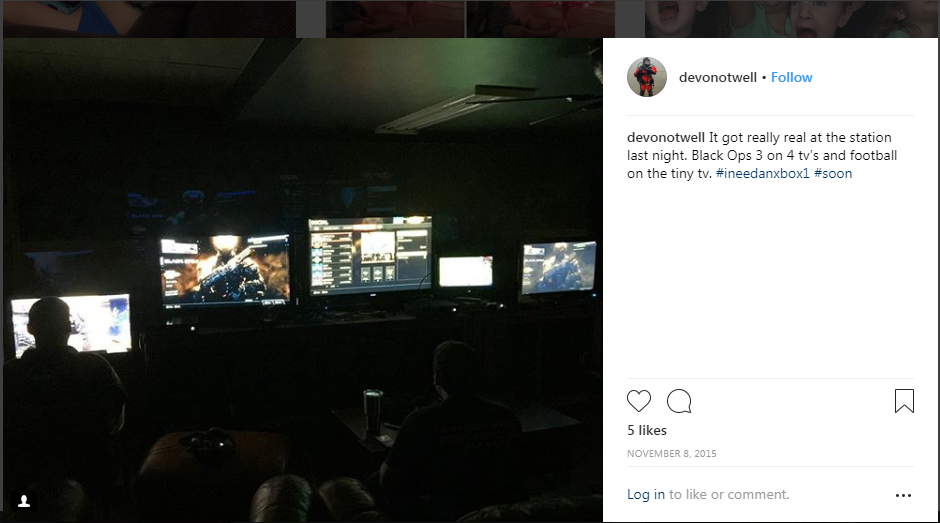 devonotwell • Follow
devonotwell It got really real at the station
last night. Black Ops 3 on 4 tv's and football
on the tiny tv. #ineedanxbox1 #soon
5 likes
NOVEMBER 8, 2015
Log in to like or comment.